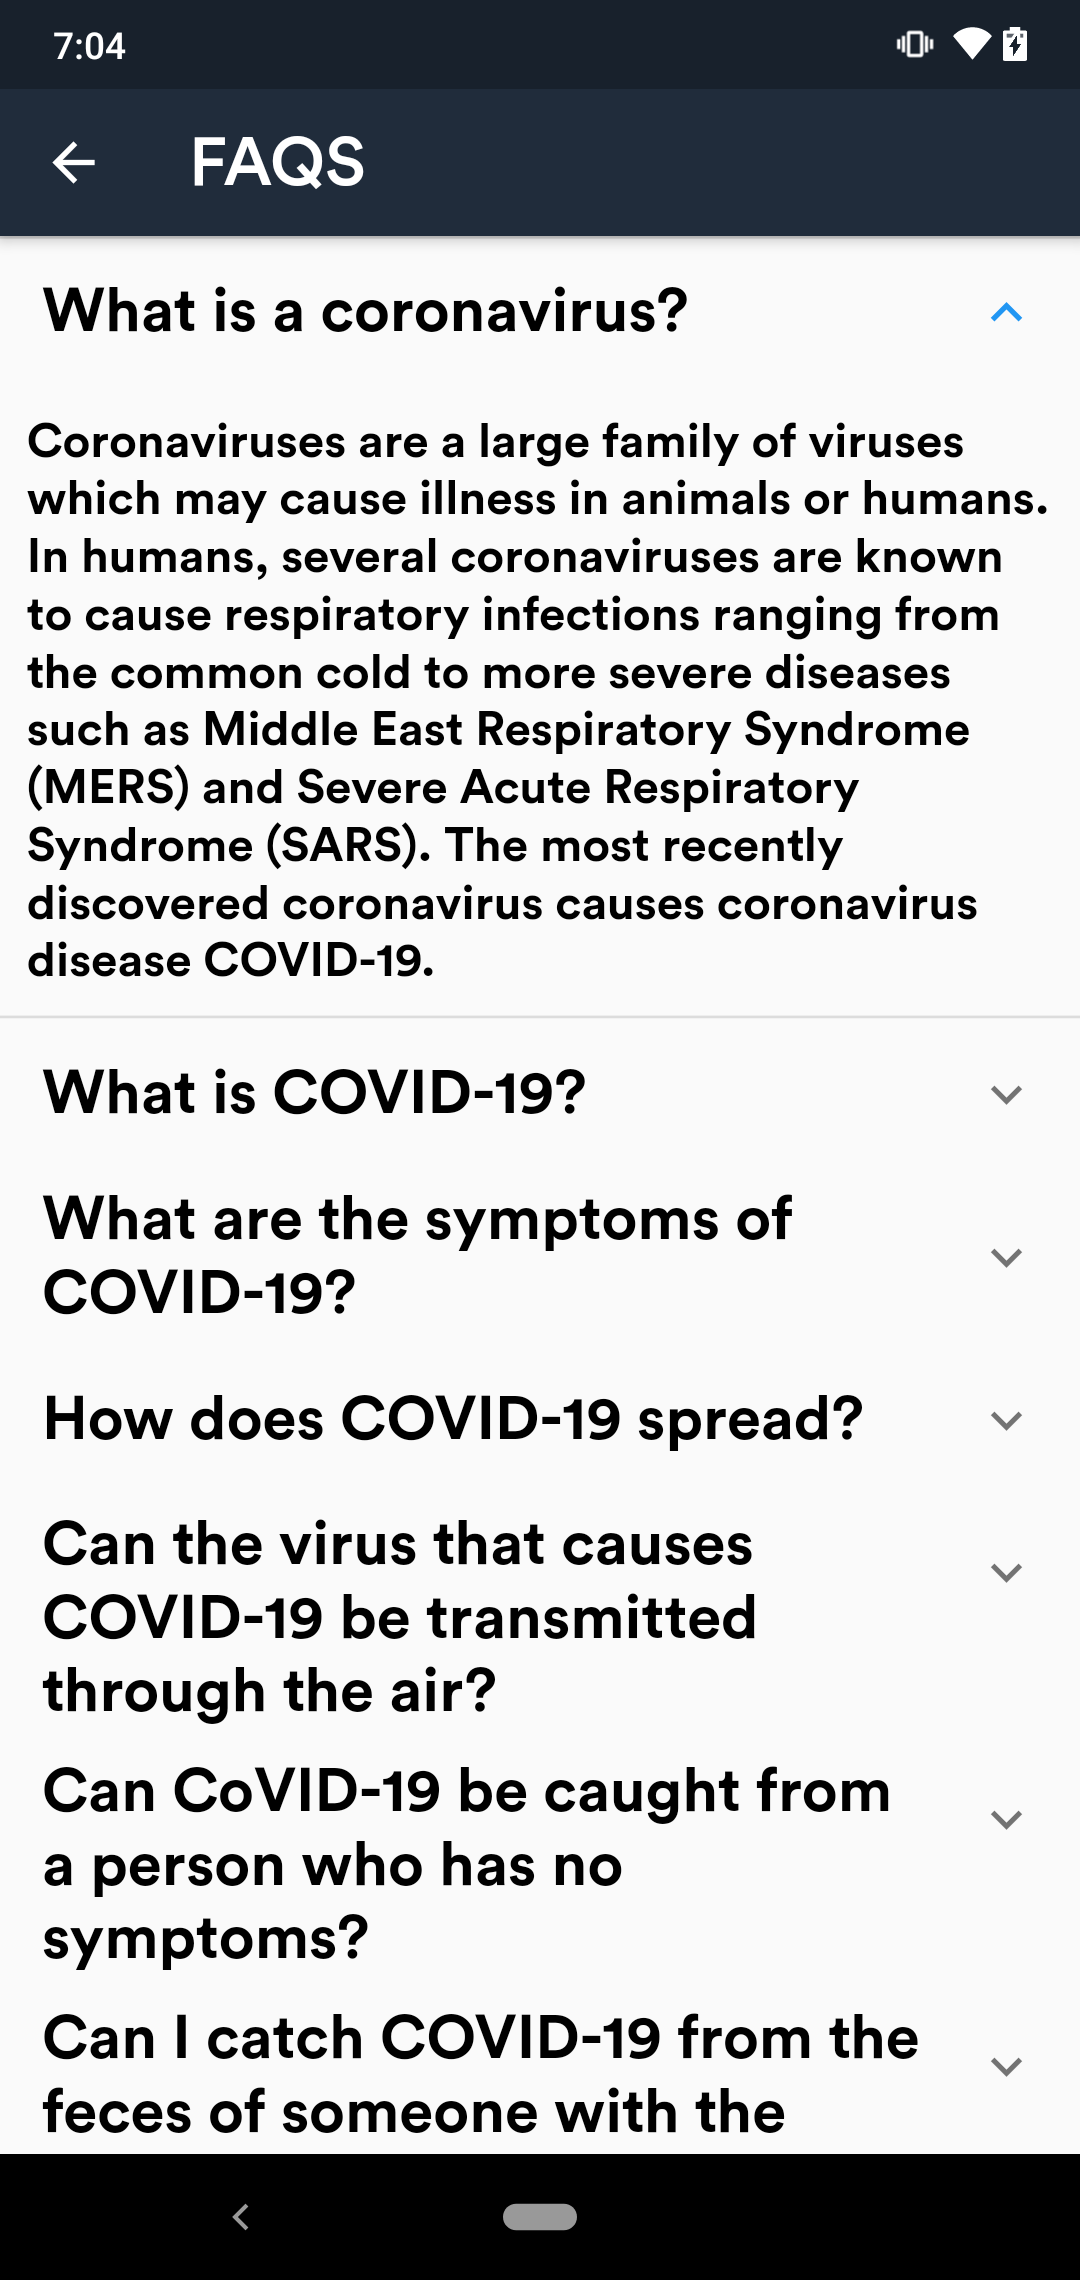 7:04
FAQS
What is a coronavirus?
Coronaviruses are a large family of viruses
which may cause illness in animals or humans.
In humans, several coronaviruses are known
to cause respiratory infections ranging from
the common cold to more severe diseases
such as Middle East Respiratory Syndrome
(MERS) and Severe Acute Respiratory
Syndrome (SARS). The most recently
discovered coronavirus causes coronavirus
disease COVID-19.
What is COVID-19?
What are the symptoms of
COVID-19?
How does COVID-19 spread?
Can the virus that causes
COVID-19 be transmitted
through the air?
Can CoVID-19 be caught from
a person who has no
symptoms?
Can I catch COVID-19 from the
feces of someone with the